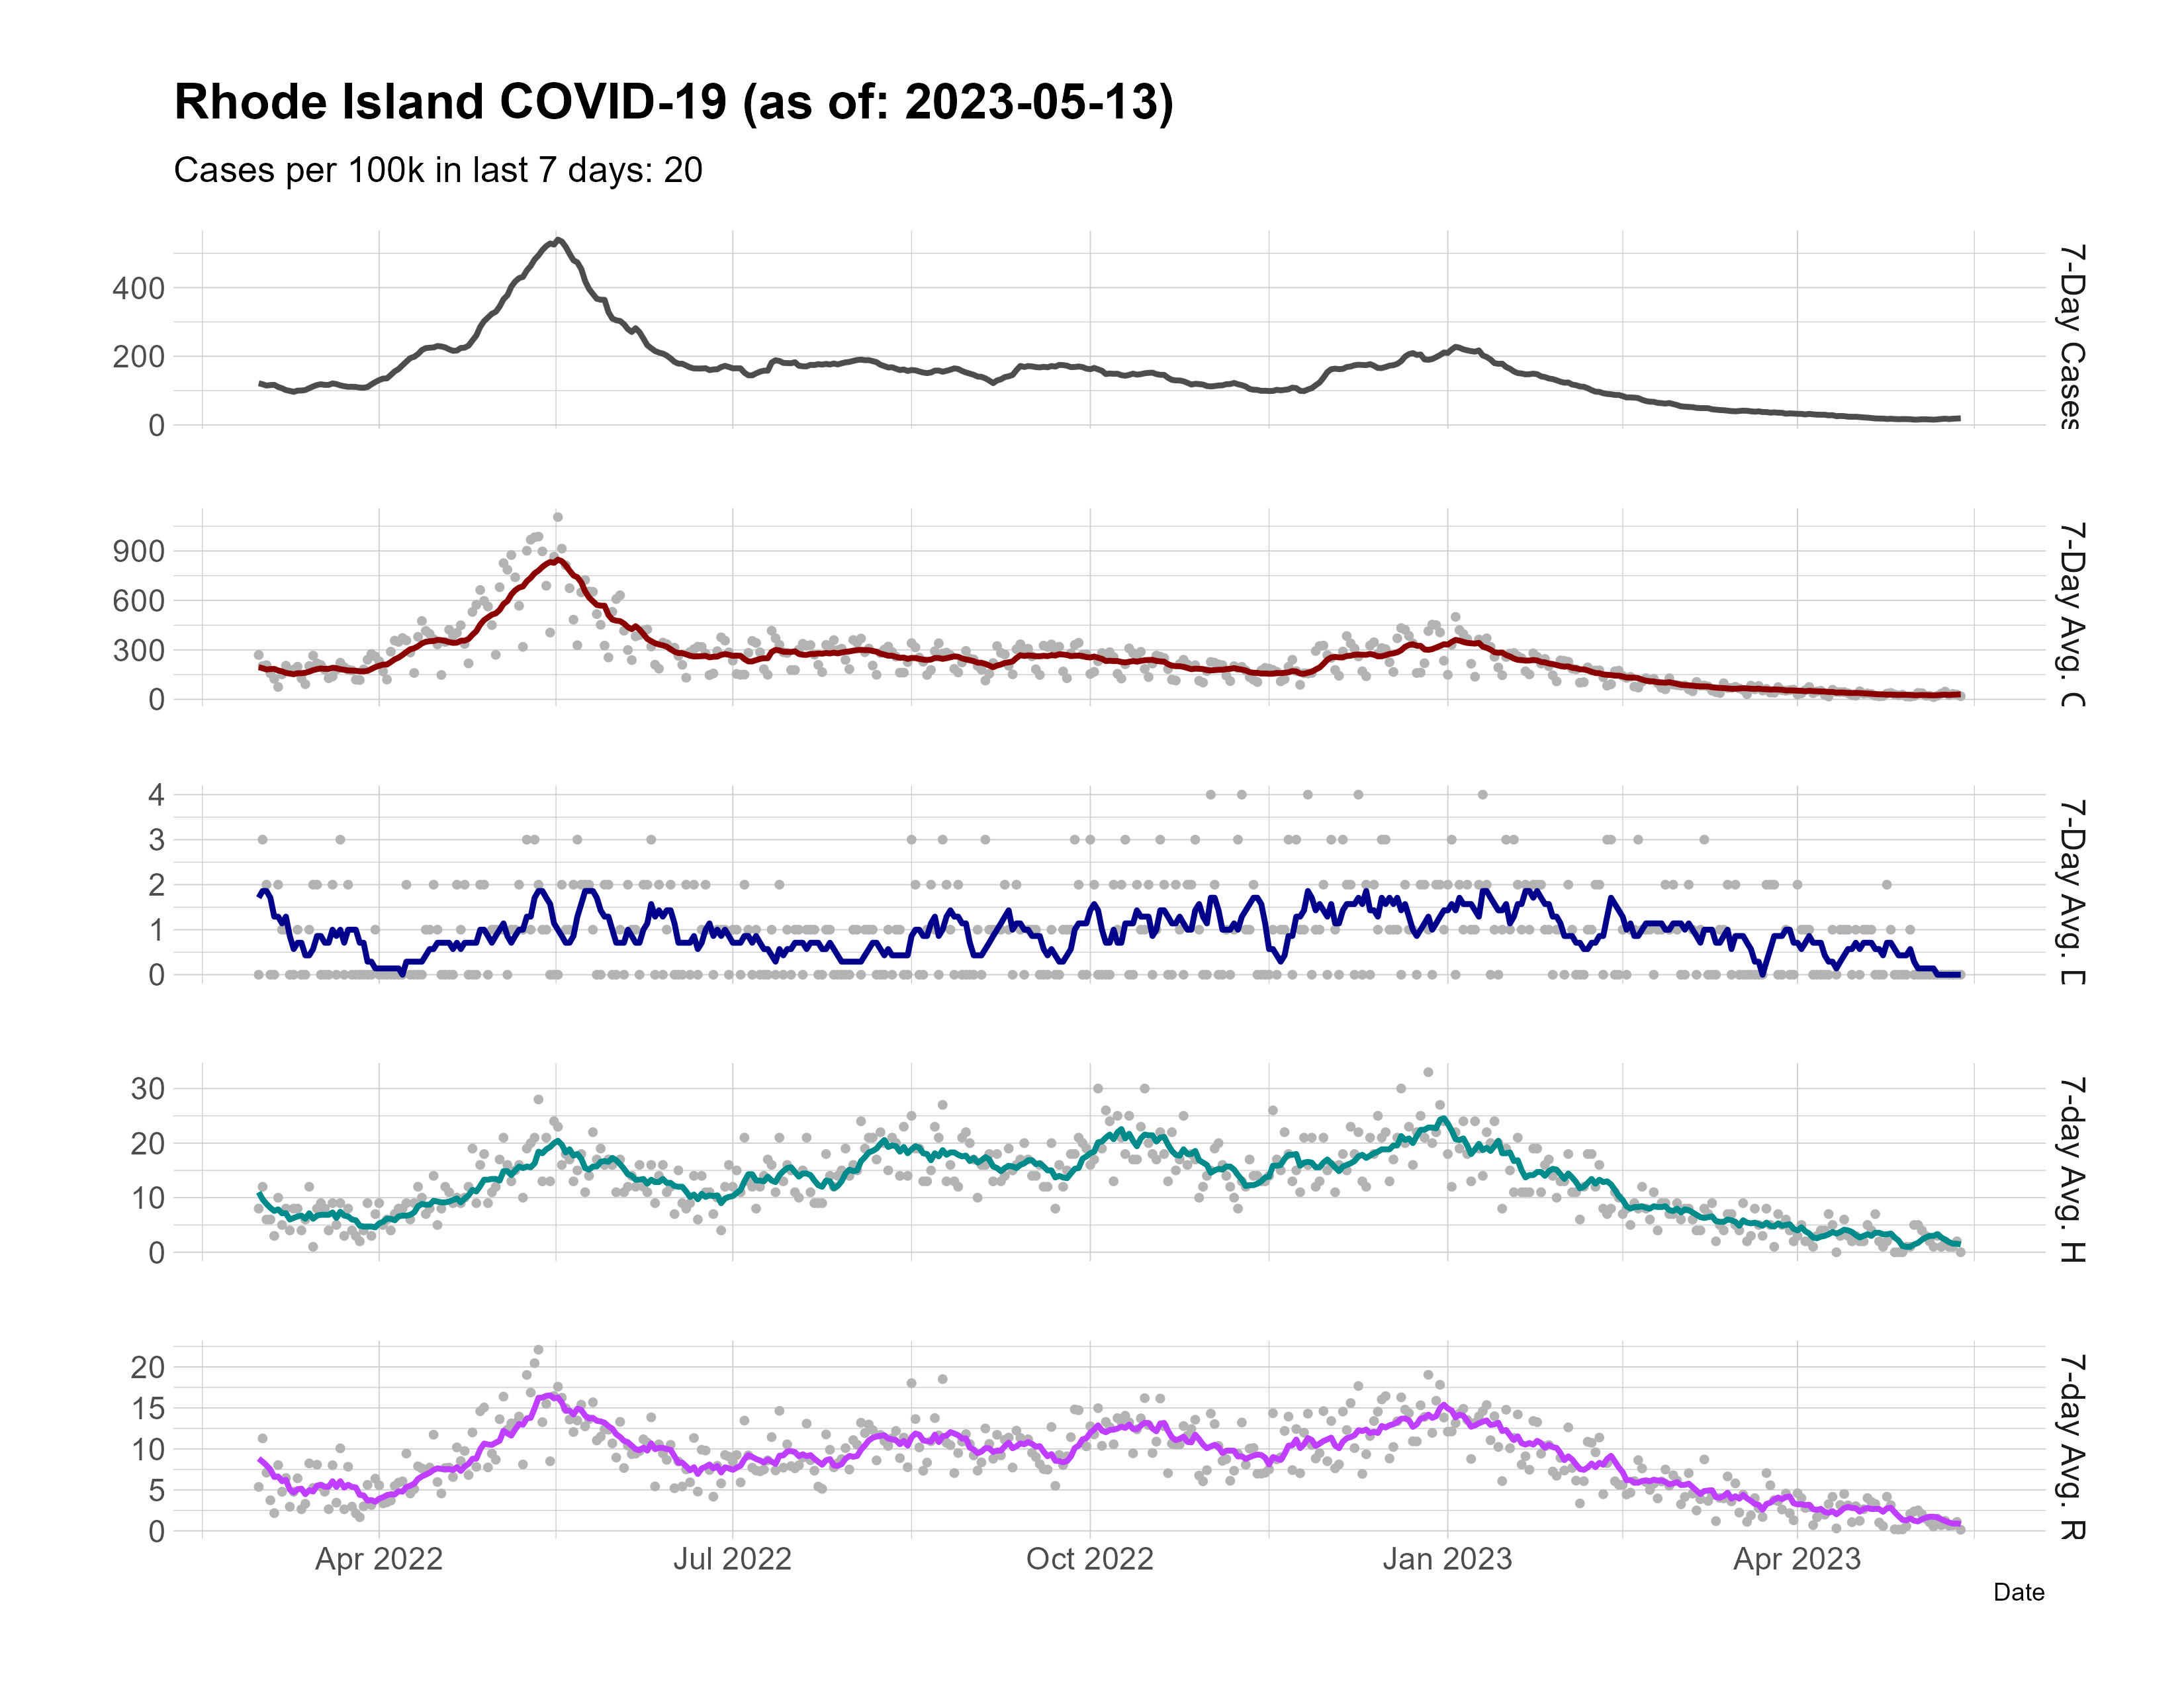 Rhode Island COVID-19 (as of: 2023-05-13)
Cases per 100k in last 7 days: 20
400
200
0
7-Day Cases
900
600
300
0
7-Day Avg. C
4
3
2
1
0
7-Day Avg.
30
20
10
0
7-day Avg. H
20
15
10
5
0
7-day Avg. R
Apr 2022
Jul 2022
Oct 2022
Jan 2023
Apr 2023
Date